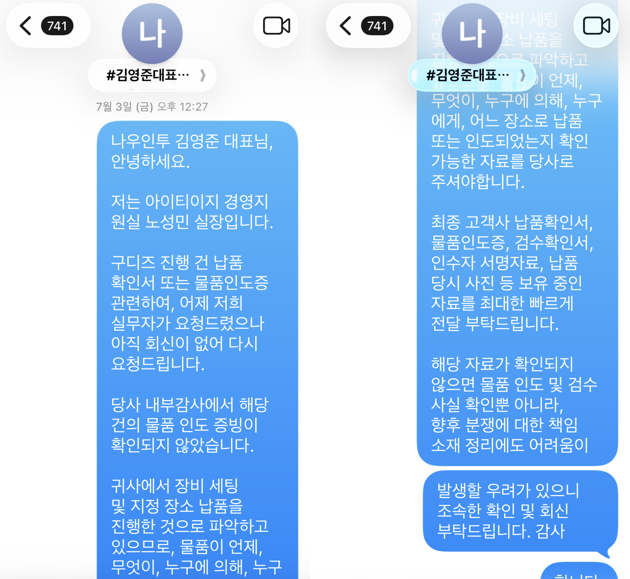 741
나
#김영준대표…
7월 3일 (금) 오후 12:27
나우인투 김영준 대표님,
안녕하세요.
저는 아이티이지 경영지
원실 노성민 실장입니다.
구디즈 진행 건 납품
확인서 또는 물품인도증
관련하여, 어제 저희
실무자가 요청드렸으나
아직 회신이 없어 다시
요청드립니다.
당사 내부감사에서 해당
건의 물품 인도 증빙이
확인되지 않았습니다.
귀사에서 장비 세팅
및 지정 장소 납품을
진행한 것으로 파악하고
있으므로, 물품이 언제,
무엇이, 누구에 의해, 누구
741
나
#김영준대표…
장비 세팅
및
소 납품을
파악하고
언제,
무엇이, 누구에 의해, 누구
에게, 어느 장소로 납품
또는 인도되었는지 확인
가능한 자료를 당사로
주셔야합니다.
최종 고객사 납품확인서,
물품인도증, 검수확인서,
인수자 서명자료, 납품
당시 사진 등 보유 중인
자료를 최대한 빠르게
전달 부탁드립니다.
해당 자료가 확인되지
않으면 물품 인도 및 검수
사실 확인뿐 아니라,
향후 분쟁에 대한 책임
소재 정리에도 어려움이
발생할 우려가 있으니
조속한 확인 및 회신
부탁드립니다. 감사